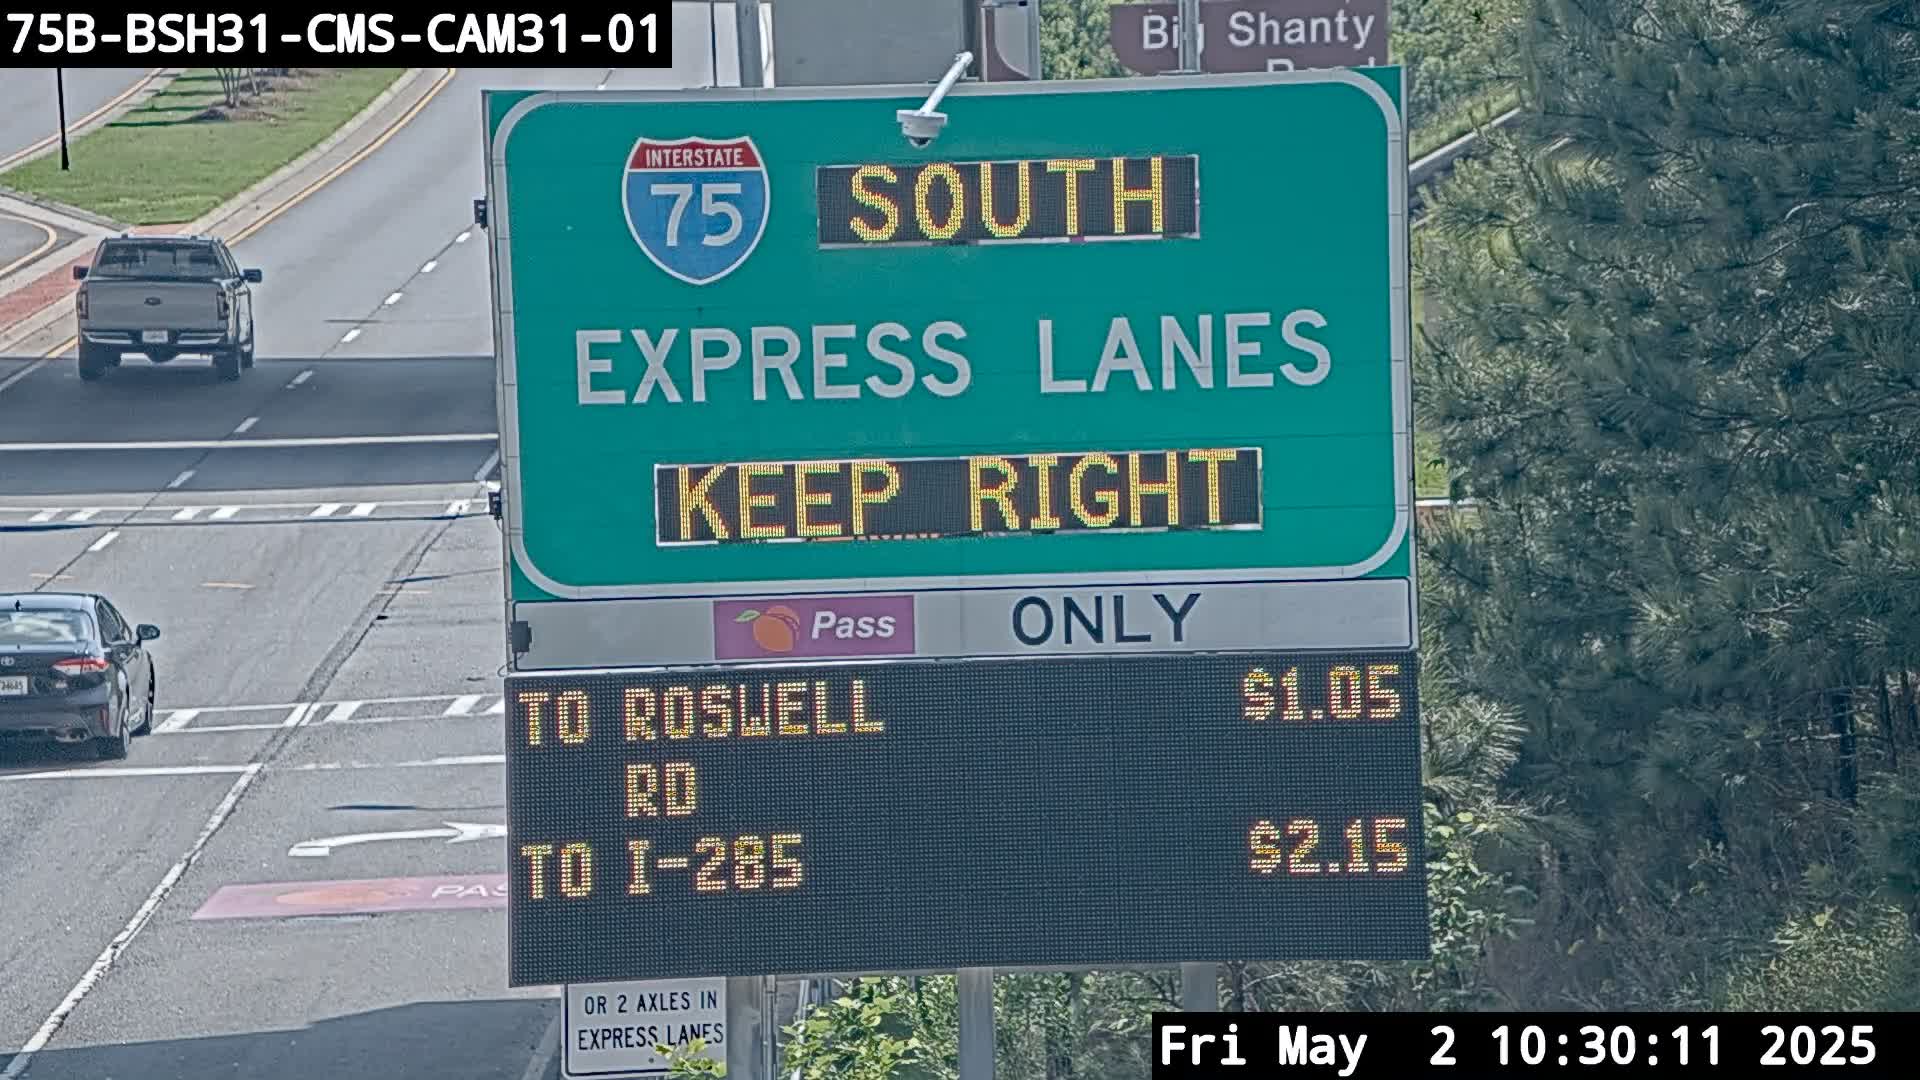 75B-BSH31-CMS-CAM31-01
Big Shanty
Road
INTERSTATE
75
SOUTH
EXPRESS LANES
KEEP RIGHT
Pass ONLY
TO ROSWELL $1.05
RD
TO I-285 $2.15
OR 2 AXLES IN
EXPRESS LANES
Fri May 2 10:30:11 2025